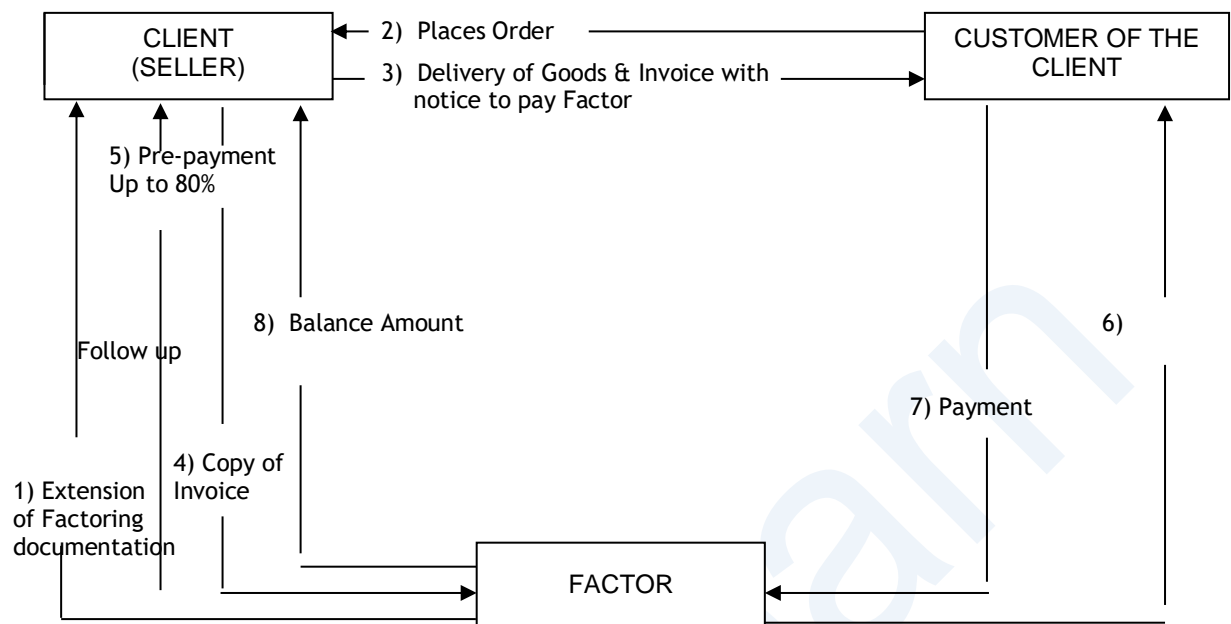 CLIENT
(SELLER)
2) Places Order
CUSTOMER OF THE
CLIENT
3) Delivery of Goods & Invoice with
notice to pay Factor
5) Pre-payment
Up to 80%
8) Balance Amount
6)
Follow up
7) Payment
4) Copy of
Invoice
1) Extension
of Factoring
documentation
FACTOR
arn